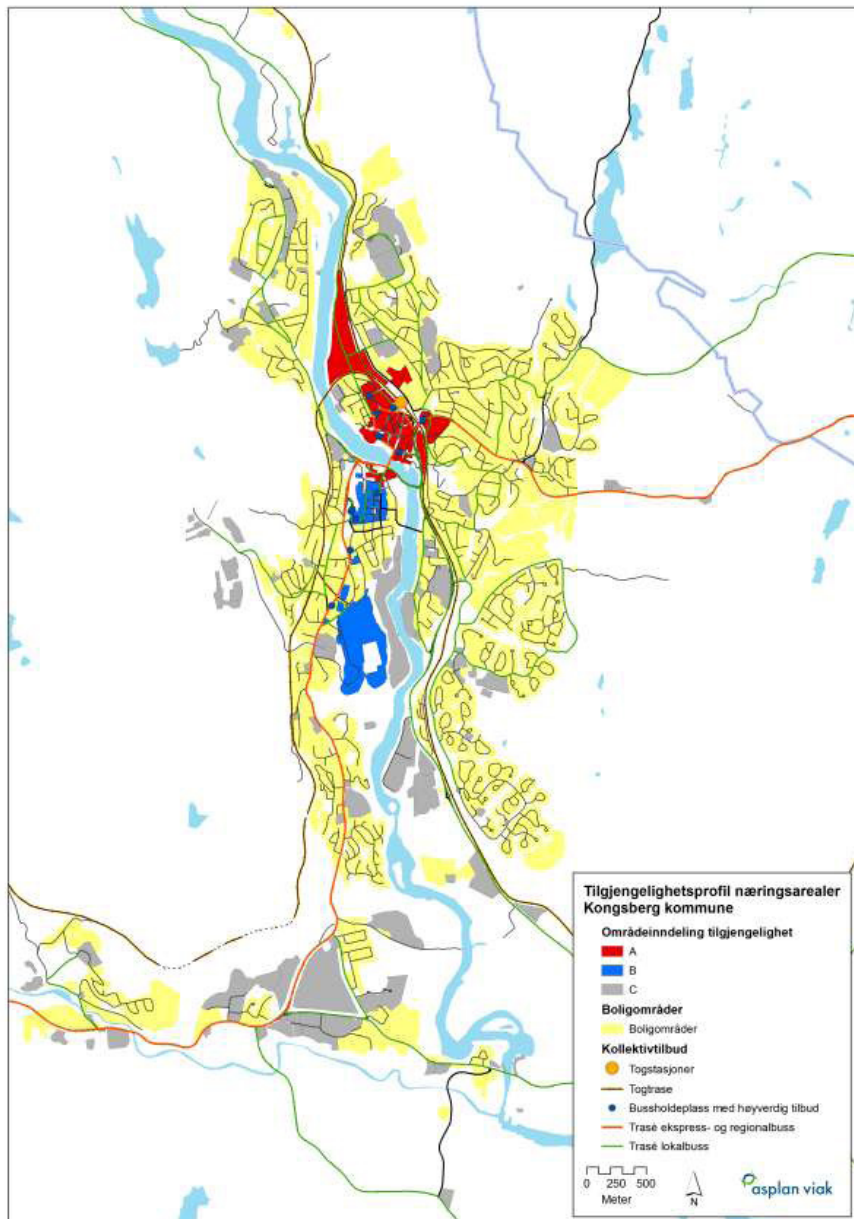 Tilgjengelighetsprofil næringsarealer
Kongsberg kommune
Områdeinndeling tilgjengelighet
A
B
C
Boligområder
Boligområder
Kollektivtilbud
Togstasjoner
Togtrase
Bussholdeplass med høyverdig tilbud
Trasè ekspress- og regionalbuss
Trasé lokalbuss
0 250 500
Meter
N
asplan viak